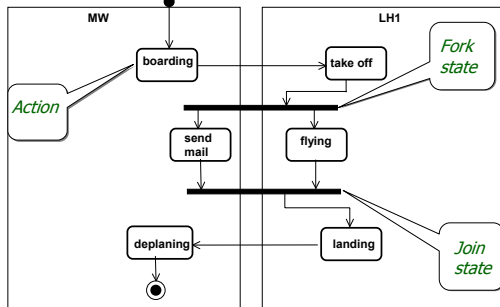 MW
LH1
boarding
take off
Fork
state
Action
send
mail
flying
deplaning
landing
Join
state